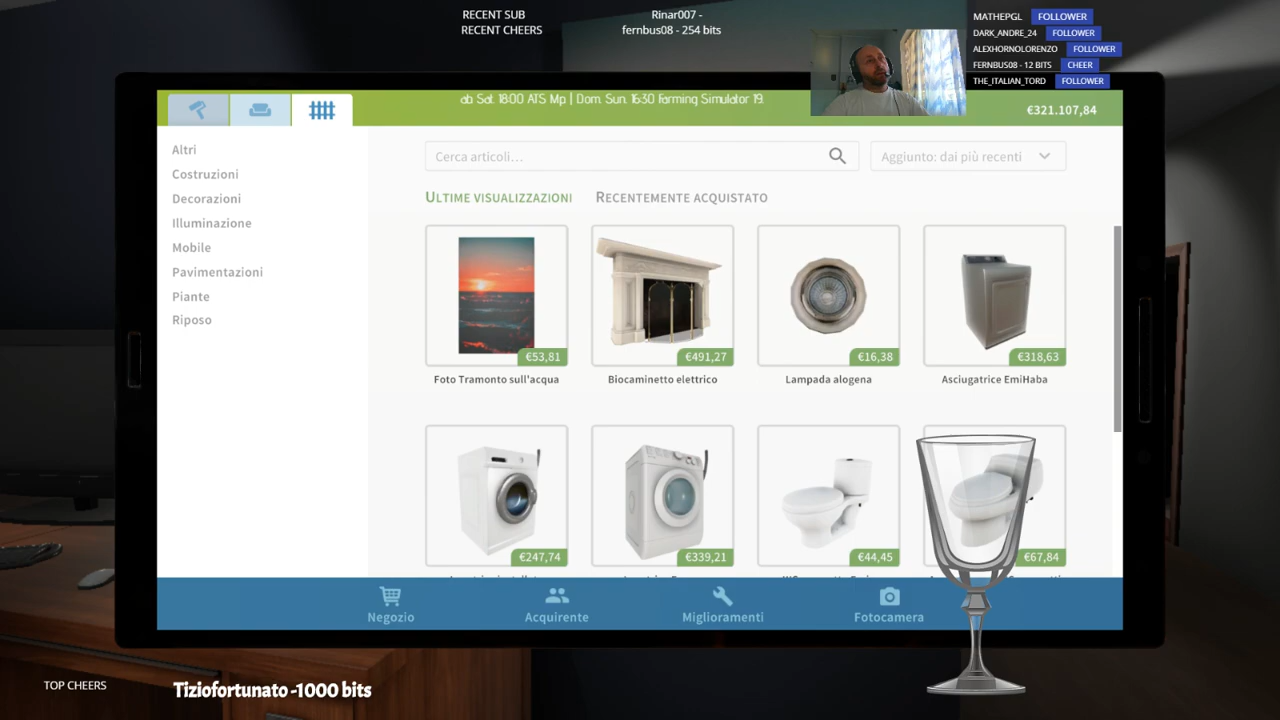 RECENT SUB
RECENT CHEERS
Rinar007 -
fernbus08 - 254 bits
MATHEPGL FOLLOWER
DARK_ANDRE_24 FOLLOWER
ALEXHORNOLORENZO FOLLOWER
FERNBUS08 - 12 BITS CHEER
THE_ITALIAN_TORD FOLLOWER
ab Sat. 18:00 ATS Mp | Dom. Sun. 16:30 Farming Simulator 19.
€321.107,84
Altri
Costruzioni
Decorazioni
Illuminazione
Mobile
Pavimentazioni
Piante
Riposo
Cerca articoli...
Aggiunto: dai più recenti
ULTIME VISUALIZZAZIONI
RECENTEMENTE ACQUISTATO
€53,81
€491,27
€16,38
€318,63
Foto Tramonto sull'acqua
Biocaminetto elettrico
Lampada alogena
Asciugatrice EmiHaba
€247,74
€339,21
€44,45
€67,84
Negozio
Acquirente
Miglioramenti
Fotocamera
TOP CHEERS
Tiziofortunato -1000 bits